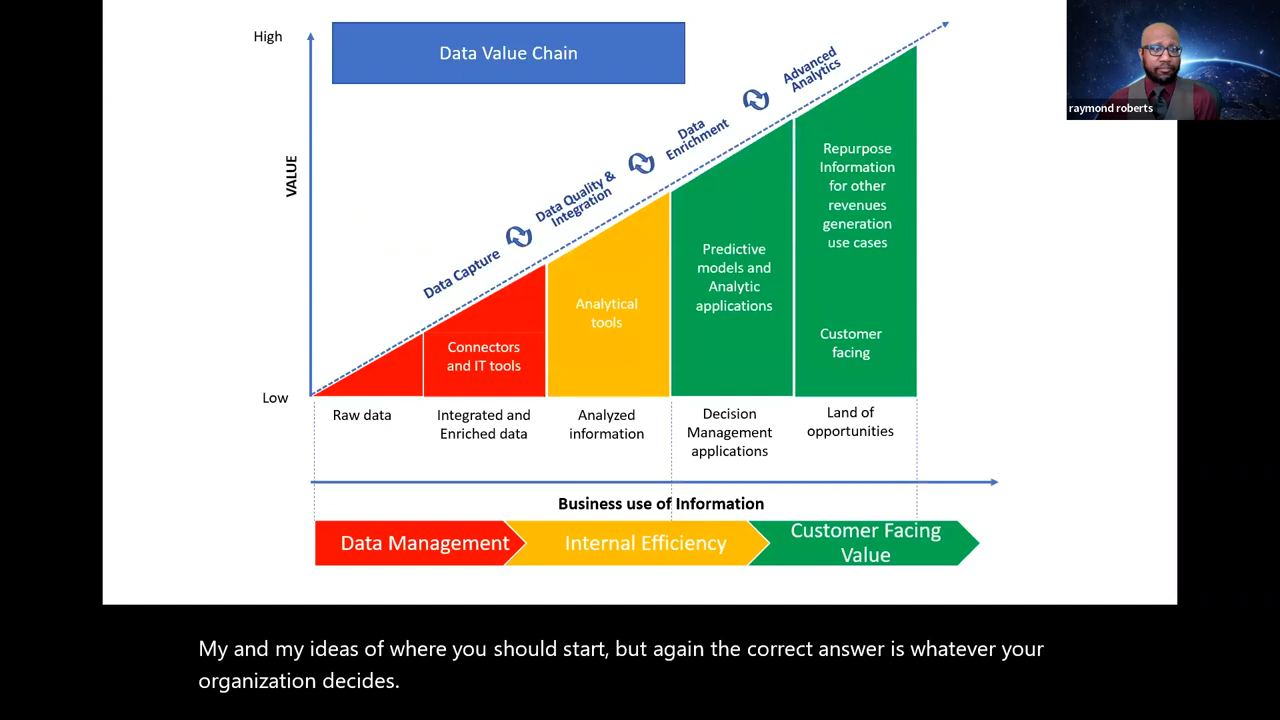 High
Data Value Chain
raymond roberts
VALUE
Data Capture
Data Quality &
Integration
Data
Enrichment
Advanced
Analytics
Connectors
and IT tools
Analytical
tools
Predictive
models and
Analytic
applications
Repurpose
Information
for other
revenues
generation
use cases
Customer
facing
Low
Raw data
Integrated and
Enriched data
Analyzed
information
Decision
Management
applications
Land of
opportunities
Business use of Information
Data Management
Internal Efficiency
Customer Facing
Value
My and my ideas of where you should start, but again the correct answer is whatever your
organization decides.